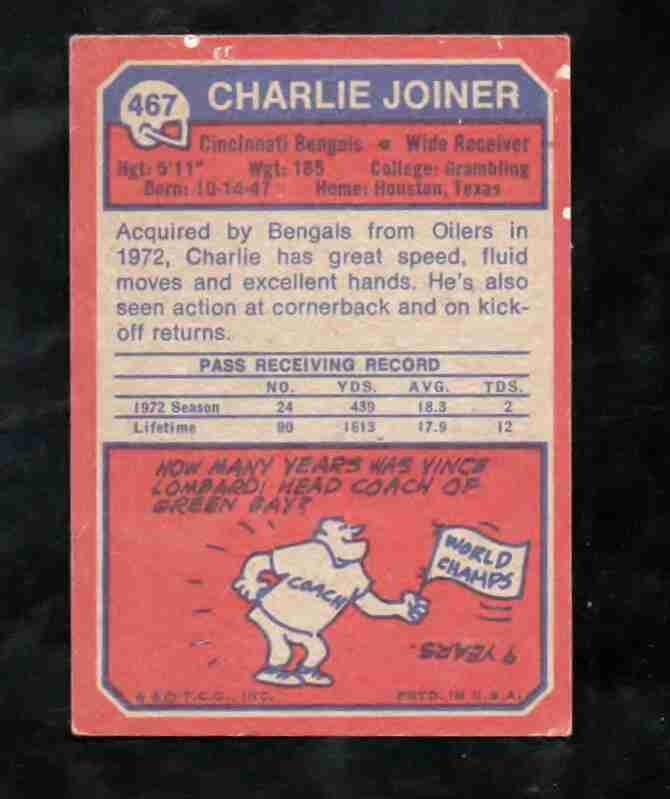 467 CHARLIE JOINER
Cincinnati Bengals • Wide Receiver
Hgt: 5'11" Wgt: 185 College: Grambling
Born: 10-14-47 Home: Houston, Texas
Acquired by Bengals from Oilers in
1972, Charlie has great speed, fluid
moves and excellent hands. He's also
seen action at cornerback and on kick-
off returns.
PASS RECEIVING RECORD
NO. YDS. AVG. TDS.
1972 Season 24 439 18.3 2
Lifetime 90 1613 17.9 12
HOW MANY YEARS WAS VINCE
LOMBARDI HEAD COACH OF
GREEN BAY?
WORLD
CHAMPS
COACH
9 YEARS.
© T.C.G., INC. PRTD. IN U.S.A.